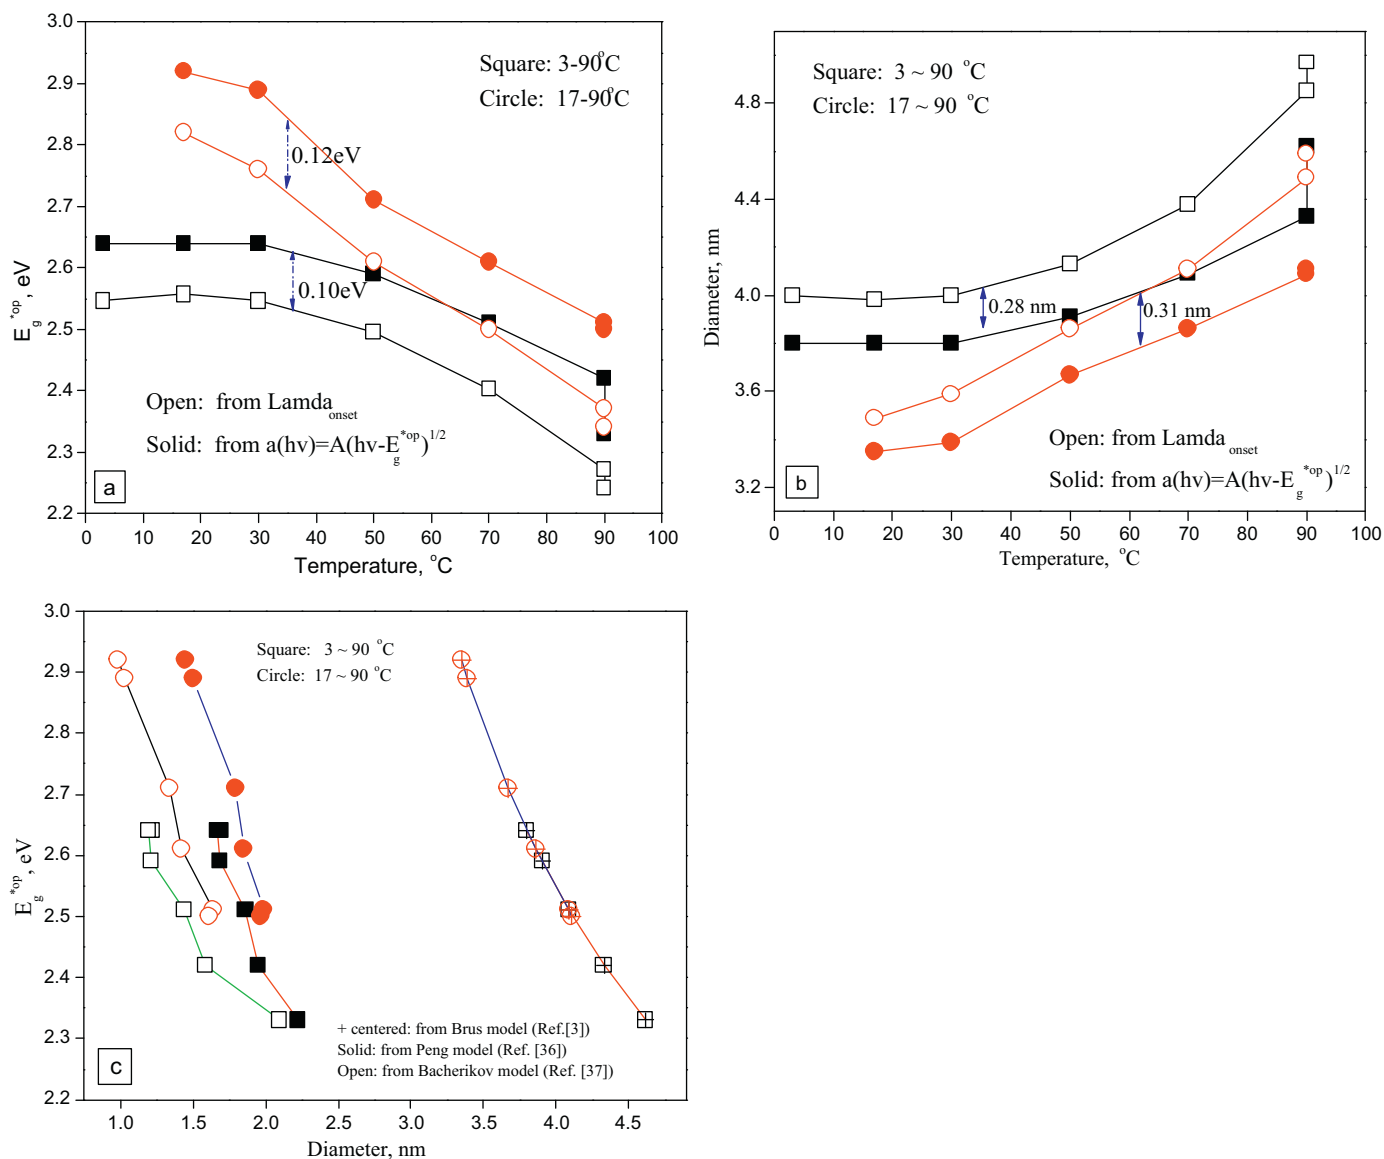 3.0
2.9
2.8
2.7
2.6
2.5
2.4
2.3
2.2
E_g^*op, eV
Square: 3-90°C
Circle: 17-90°C
0.12eV
0.10eV
Open: from Lamda_onset
Solid: from a(hv)=A(hv-E_g^*op)^1/2
a
0 10 20 30 40 50 60 70 80 90 100
Temperature, °C
4.8
4.4
4.0
3.6
3.2
Diameter, nm
Square: 3 ~ 90 °C
Circle: 17 ~ 90 °C
0.28 nm
0.31 nm
Open: from Lamda_onset
Solid: from a(hv)=A(hv-E_g^*op)^1/2
b
0 10 20 30 40 50 60 70 80 90 100
Temperature, °C
3.0
2.9
2.8
2.7
2.6
2.5
2.4
2.3
2.2
E_g^*op, eV
Square: 3 ~ 90 °C
Circle: 17 ~ 90 °C
+ centered: from Brus model (Ref.[3])
Solid: from Peng model (Ref. [36])
Open: from Bacherikov model (Ref. [37])
c
1.0 1.5 2.0 2.5 3.0 3.5 4.0 4.5
Diameter, nm